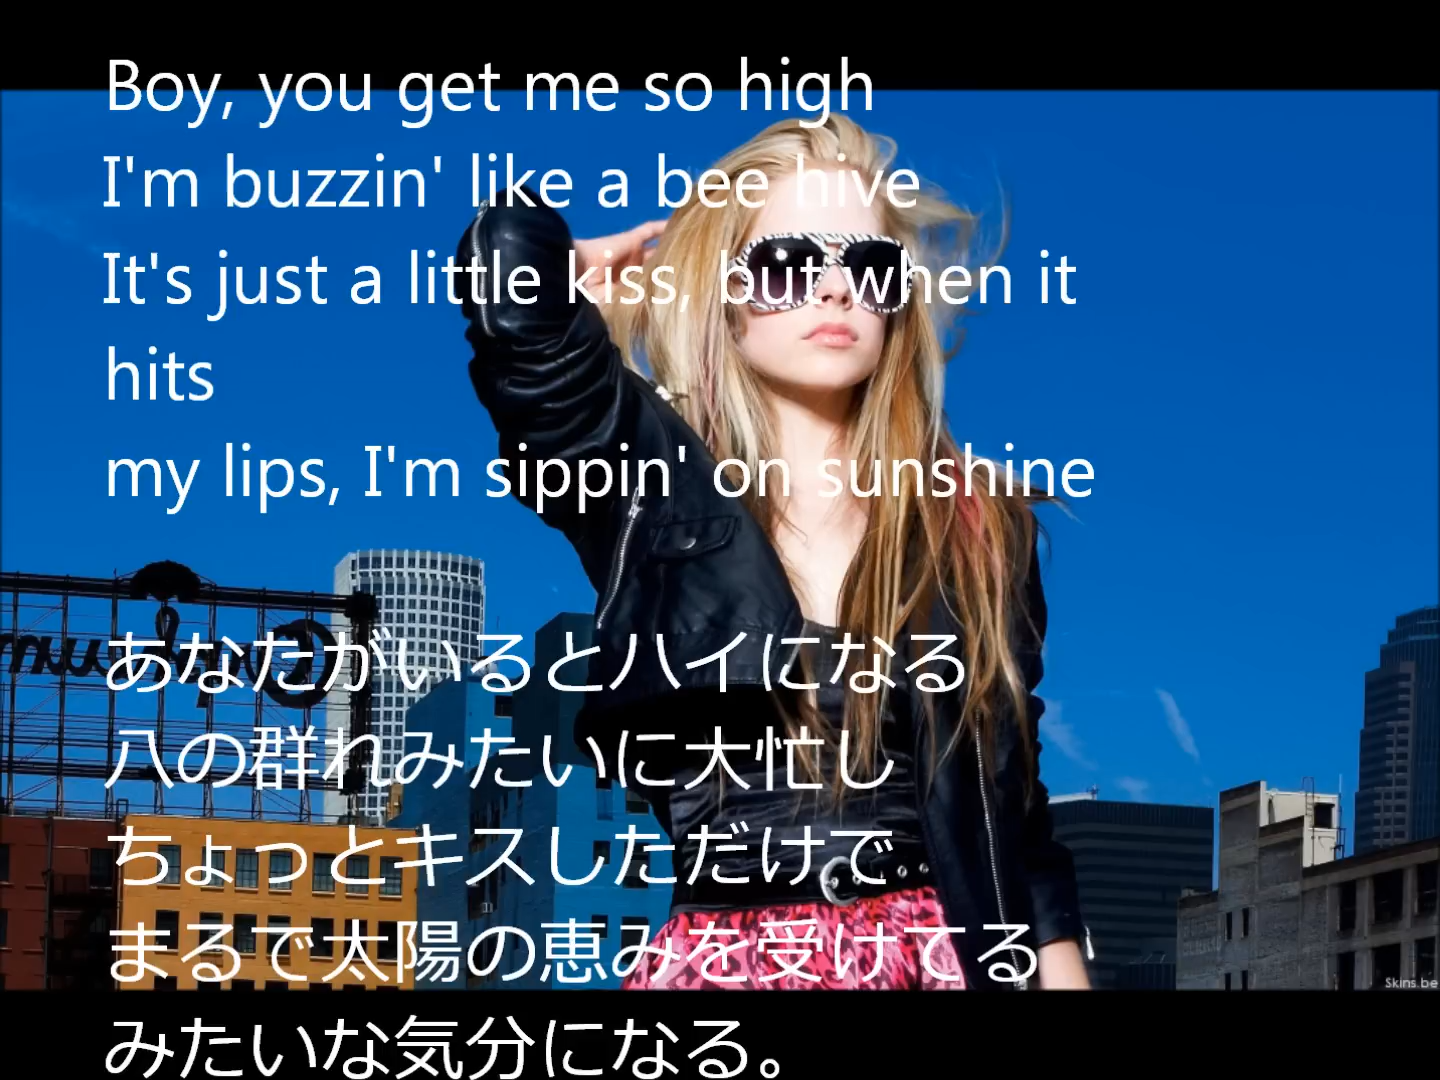 Boy, you get me so high
I'm buzzin' like a bee hive
It's just a little kiss, but when it
hits
my lips, I'm sippin' on sunshine
あなたがいるとハイになる
八の群れみたいに大忙し
ちょっとキスしただけで
まるで太陽の恵みを受けてる
みたいな気分になる。
Skins.be